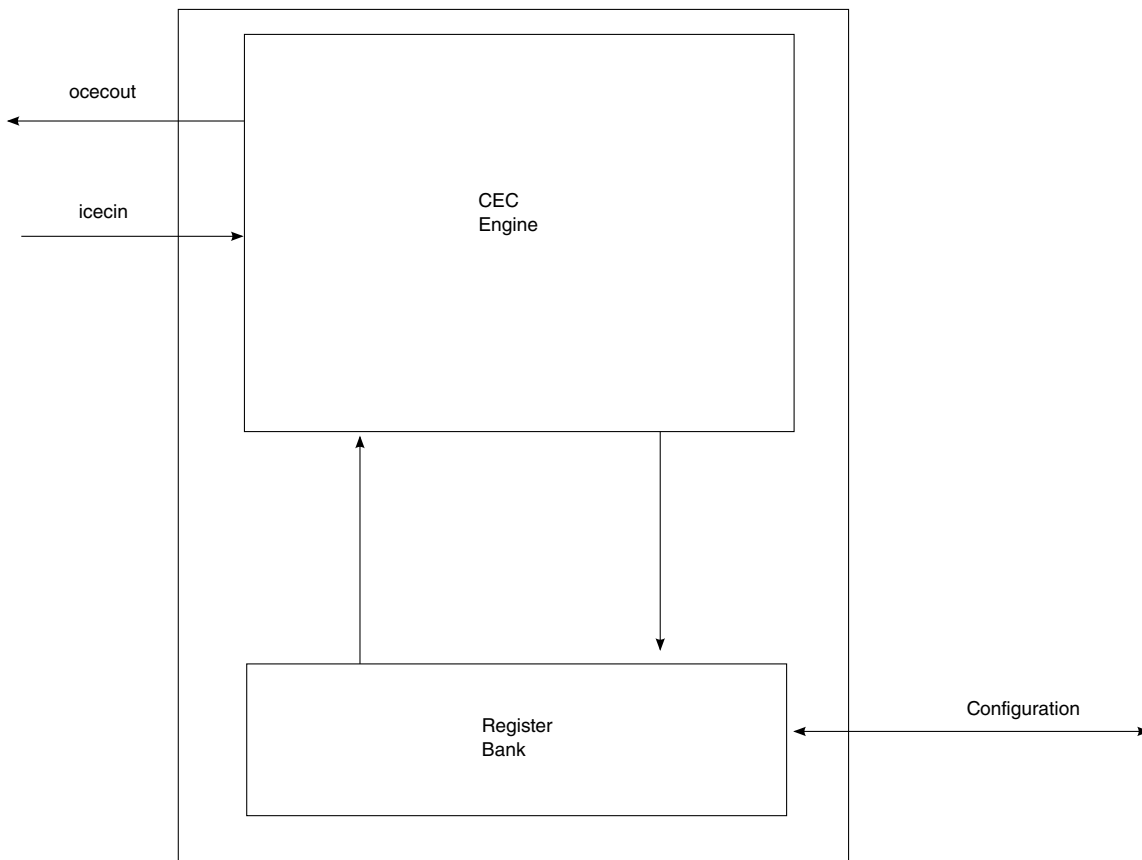 ocecout
icecin
CEC
Engine
Register
Bank
Configuration